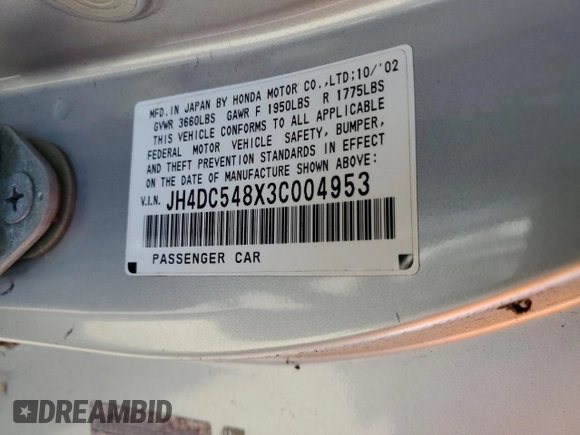 MFD.IN JAPAN BY HONDA MOTOR CO.,LTD;10/'02
GVWR 3660LBS GAWR F 1950LBS R 1775LBS
THIS VEHICLE CONFORMS TO ALL APPLICABLE
FEDERAL MOTOR VEHICLE SAFETY, BUMPER,
AND THEFT PREVENTION STANDARDS IN EFFECT
ON THE DATE OF MANUFACTURE SHOWN ABOVE:
V.I.N. JH4DC548X3C004953
PASSENGER CAR
DREAMBID